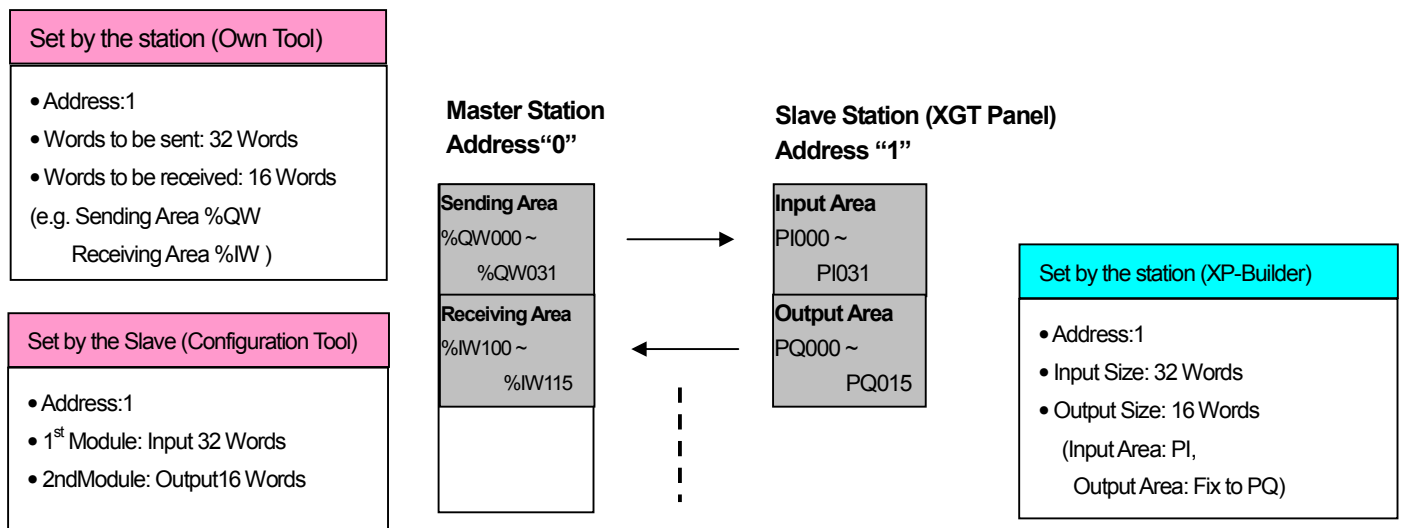 Set by the station (Own Tool)
• Address:1
• Words to be sent: 32 Words
• Words to be received: 16 Words
(e.g. Sending Area %QW
Receiving Area %IW )
Set by the Slave (Configuration Tool)
• Address:1
• 1st Module: Input 32 Words
• 2ndModule: Output16 Words
Master Station
Address“0”
Sending Area
%QW000 ~
%QW031
Receiving Area
%IW100 ~
%IW115
Slave Station (XGT Panel)
Address “1”
Input Area
PI000 ~
PI031
Output Area
PQ000 ~
PQ015
Set by the station (XP-Builder)
• Address:1
• Input Size: 32 Words
• Output Size: 16 Words
(Input Area: PI,
Output Area: Fix to PQ)